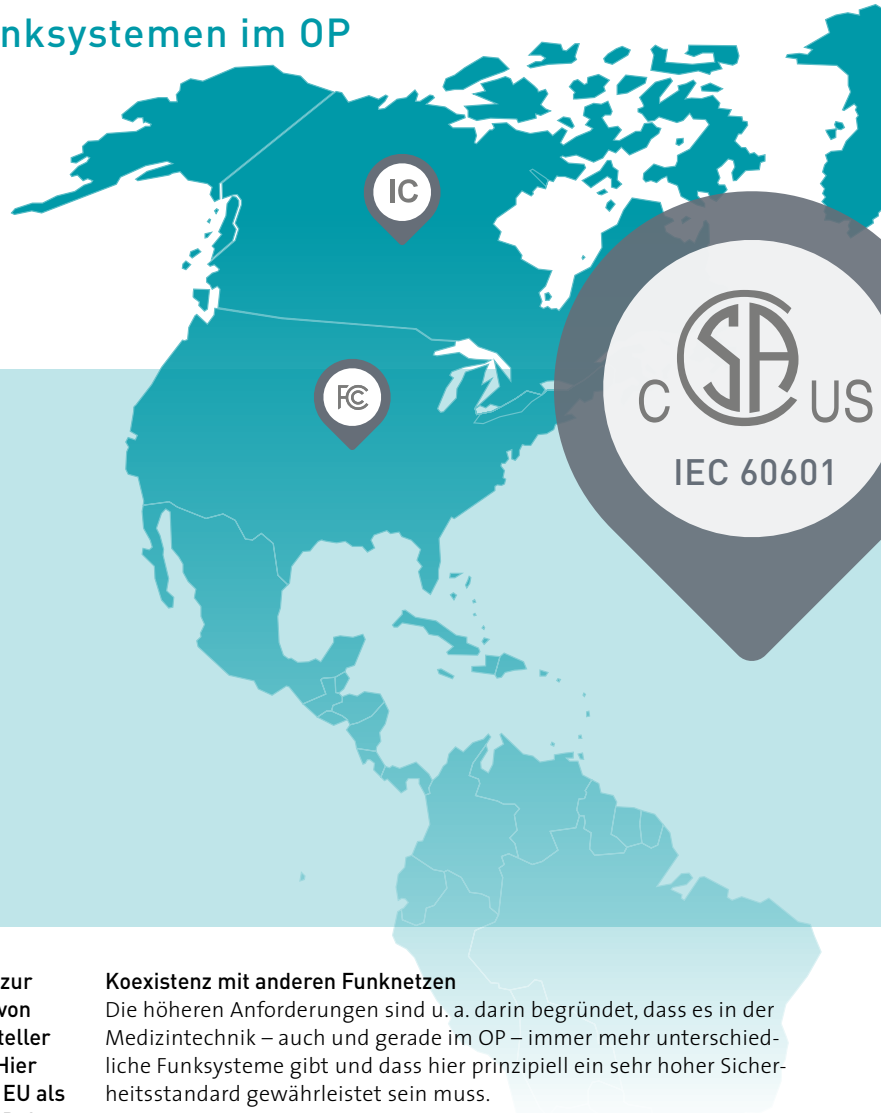 nksystemen im OP
IC
FCC
C SA US
IEC 60601
zur
von
teller
Hier
EU als
Koexistenz mit anderen Funknetzen
Die höheren Anforderungen sind u. a. darin begründet, dass es in der
Medizintechnik – auch und gerade im OP – immer mehr unterschied-
liche Funksysteme gibt und dass hier prinzipiell ein sehr hoher Sicher-
heitsstandard gewährleistet sein muss.